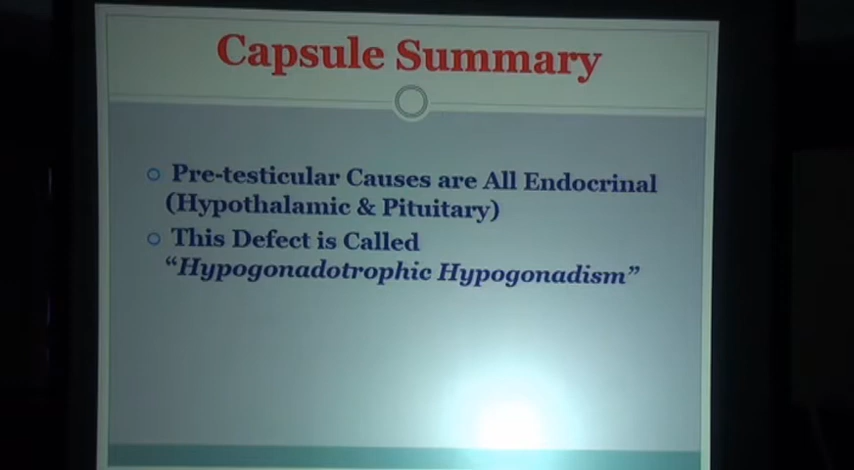 Capsule Summary
Pre-testicular Causes are All Endocrinal
(Hypothalamic & Pituitary)
This Defect is Called
“Hypogonadotrophic Hypogonadism”